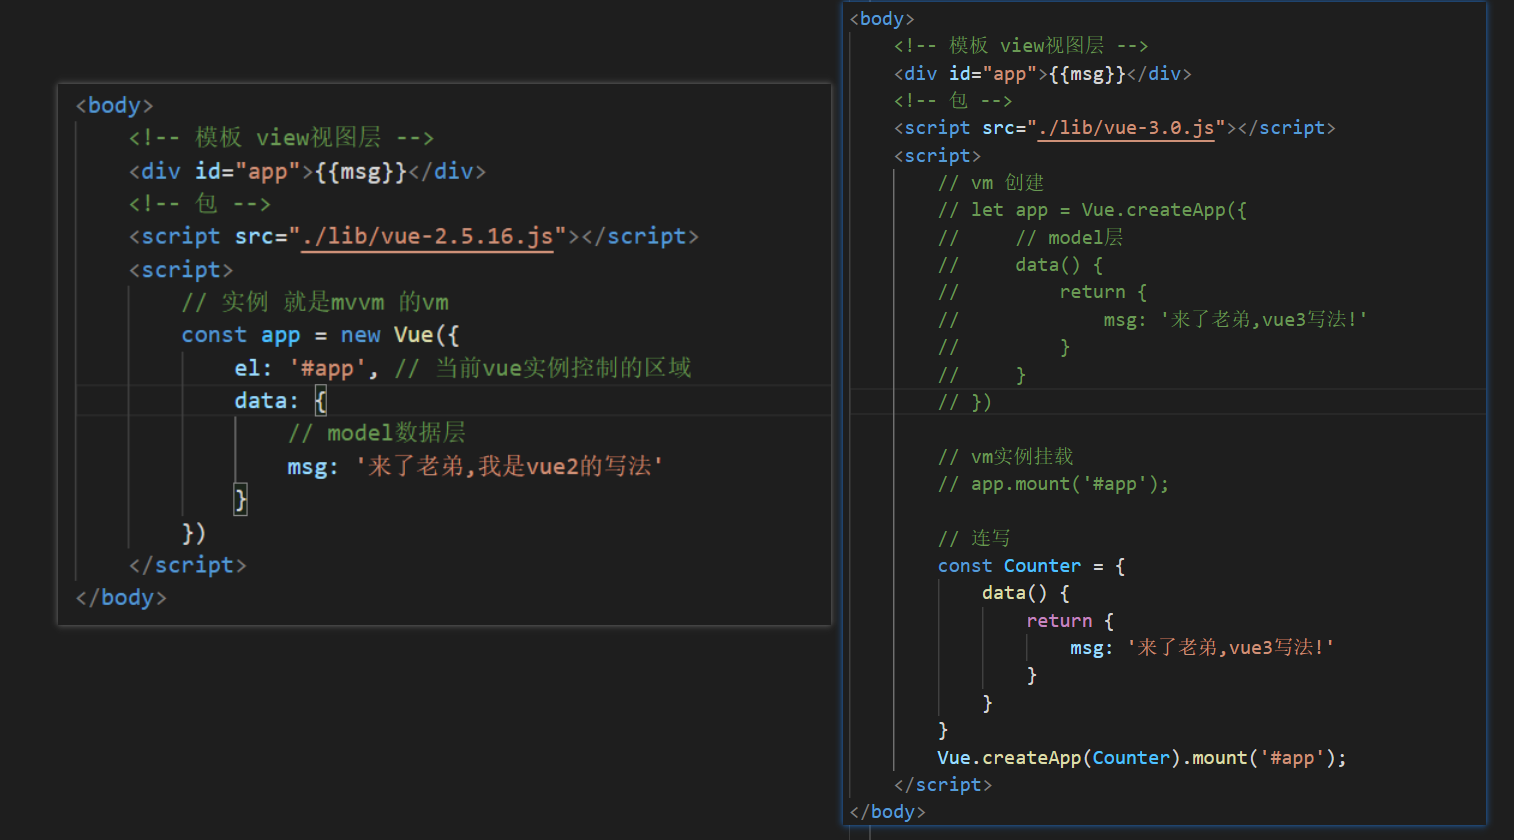 <body>
    <!-- 模板 view视图层 -->
    <div id="app">{{msg}}</div>
    <!-- 包 -->
    <script src="./lib/vue-2.5.16.js"></script>
    <script>
        // 实例 就是mvvm 的vm
        const app = new Vue({
            el: '#app', // 当前vue实例控制的区域
            data: {
                // model数据层
                msg: '来了老弟,我是vue2的写法'
            }
        })
    </script>
</body>
<body>
    <!-- 模板 view视图层 -->
    <div id="app">{{msg}}</div>
    <!-- 包 -->
    <script src="./lib/vue-3.0.js"></script>
    <script>
        // vm 创建
        // let app = Vue.createApp({
        //     // model层
        //     data() {
        //         return {
        //             msg: '来了老弟,vue3写法!'
        //         }
        //     }
        // })

        // vm实例挂载
        // app.mount('#app');

        // 连写
        const Counter = {
            data() {
                return {
                    msg: '来了老弟,vue3写法!'
                }
            }
        }
        Vue.createApp(Counter).mount('#app');
    </script>
</body>